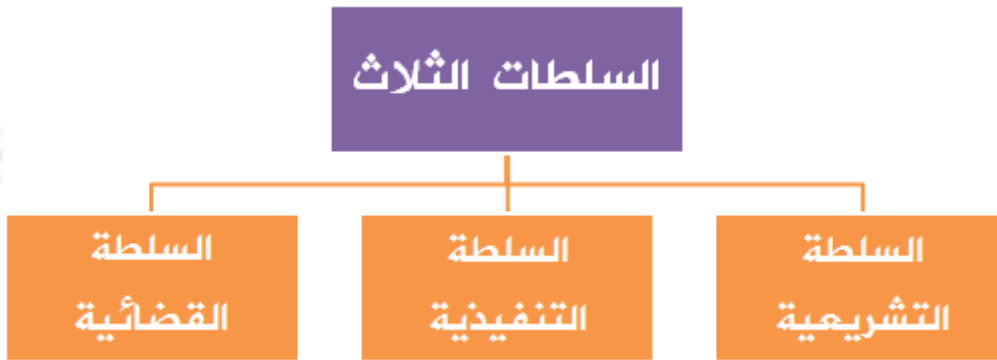 السلطات الثلاث
السلطة
التشريعية
السلطة
التنفيذية
السلطة
القضائية